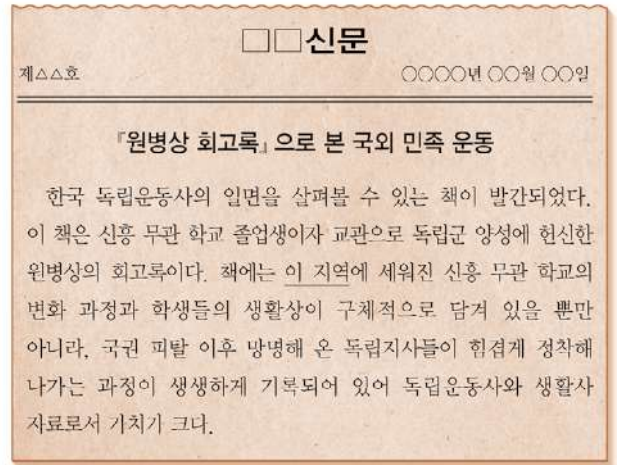 □□신문
제△△호 ○○○○년 ○○월 ○○일
『원병상 회고록』으로 본 국외 민족 운동
한국 독립운동사의 일면을 살펴볼 수 있는 책이 발간되었다.
이 책은 신흥 무관 학교 졸업생이자 교관으로 독립군 양성에 헌신한
원병상의 회고록이다. 책에는 이 지역에 세워진 신흥 무관 학교의
변화 과정과 학생들의 생활상이 구체적으로 담겨 있을 뿐만
아니라, 국권 피탈 이후 망명해 온 독립지사들이 힘겹게 정착해
나가는 과정이 생생하게 기록되어 있어 독립운동사와 생활사
자료로서 가치가 크다.